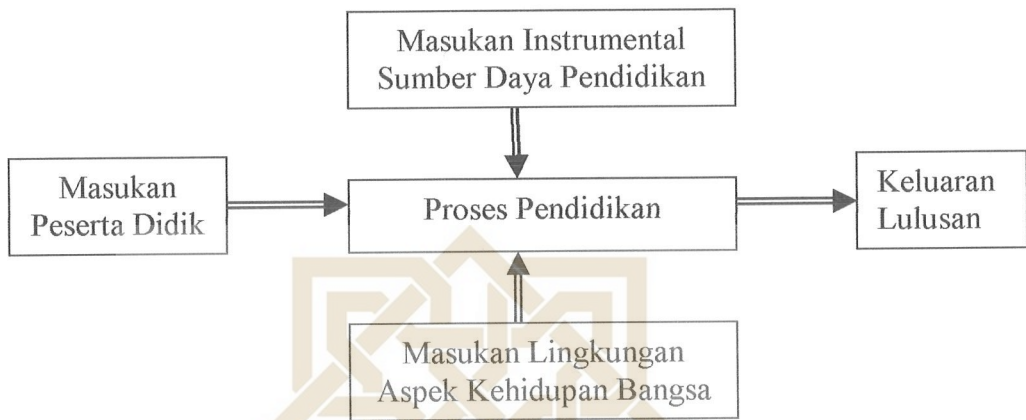 Masukan Instrumental
Sumber Daya Pendidikan
Masukan
Peserta Didik
Proses Pendidikan
Keluaran
Lulusan
Masukan Lingkungan
Aspek Kehidupan Bangsa